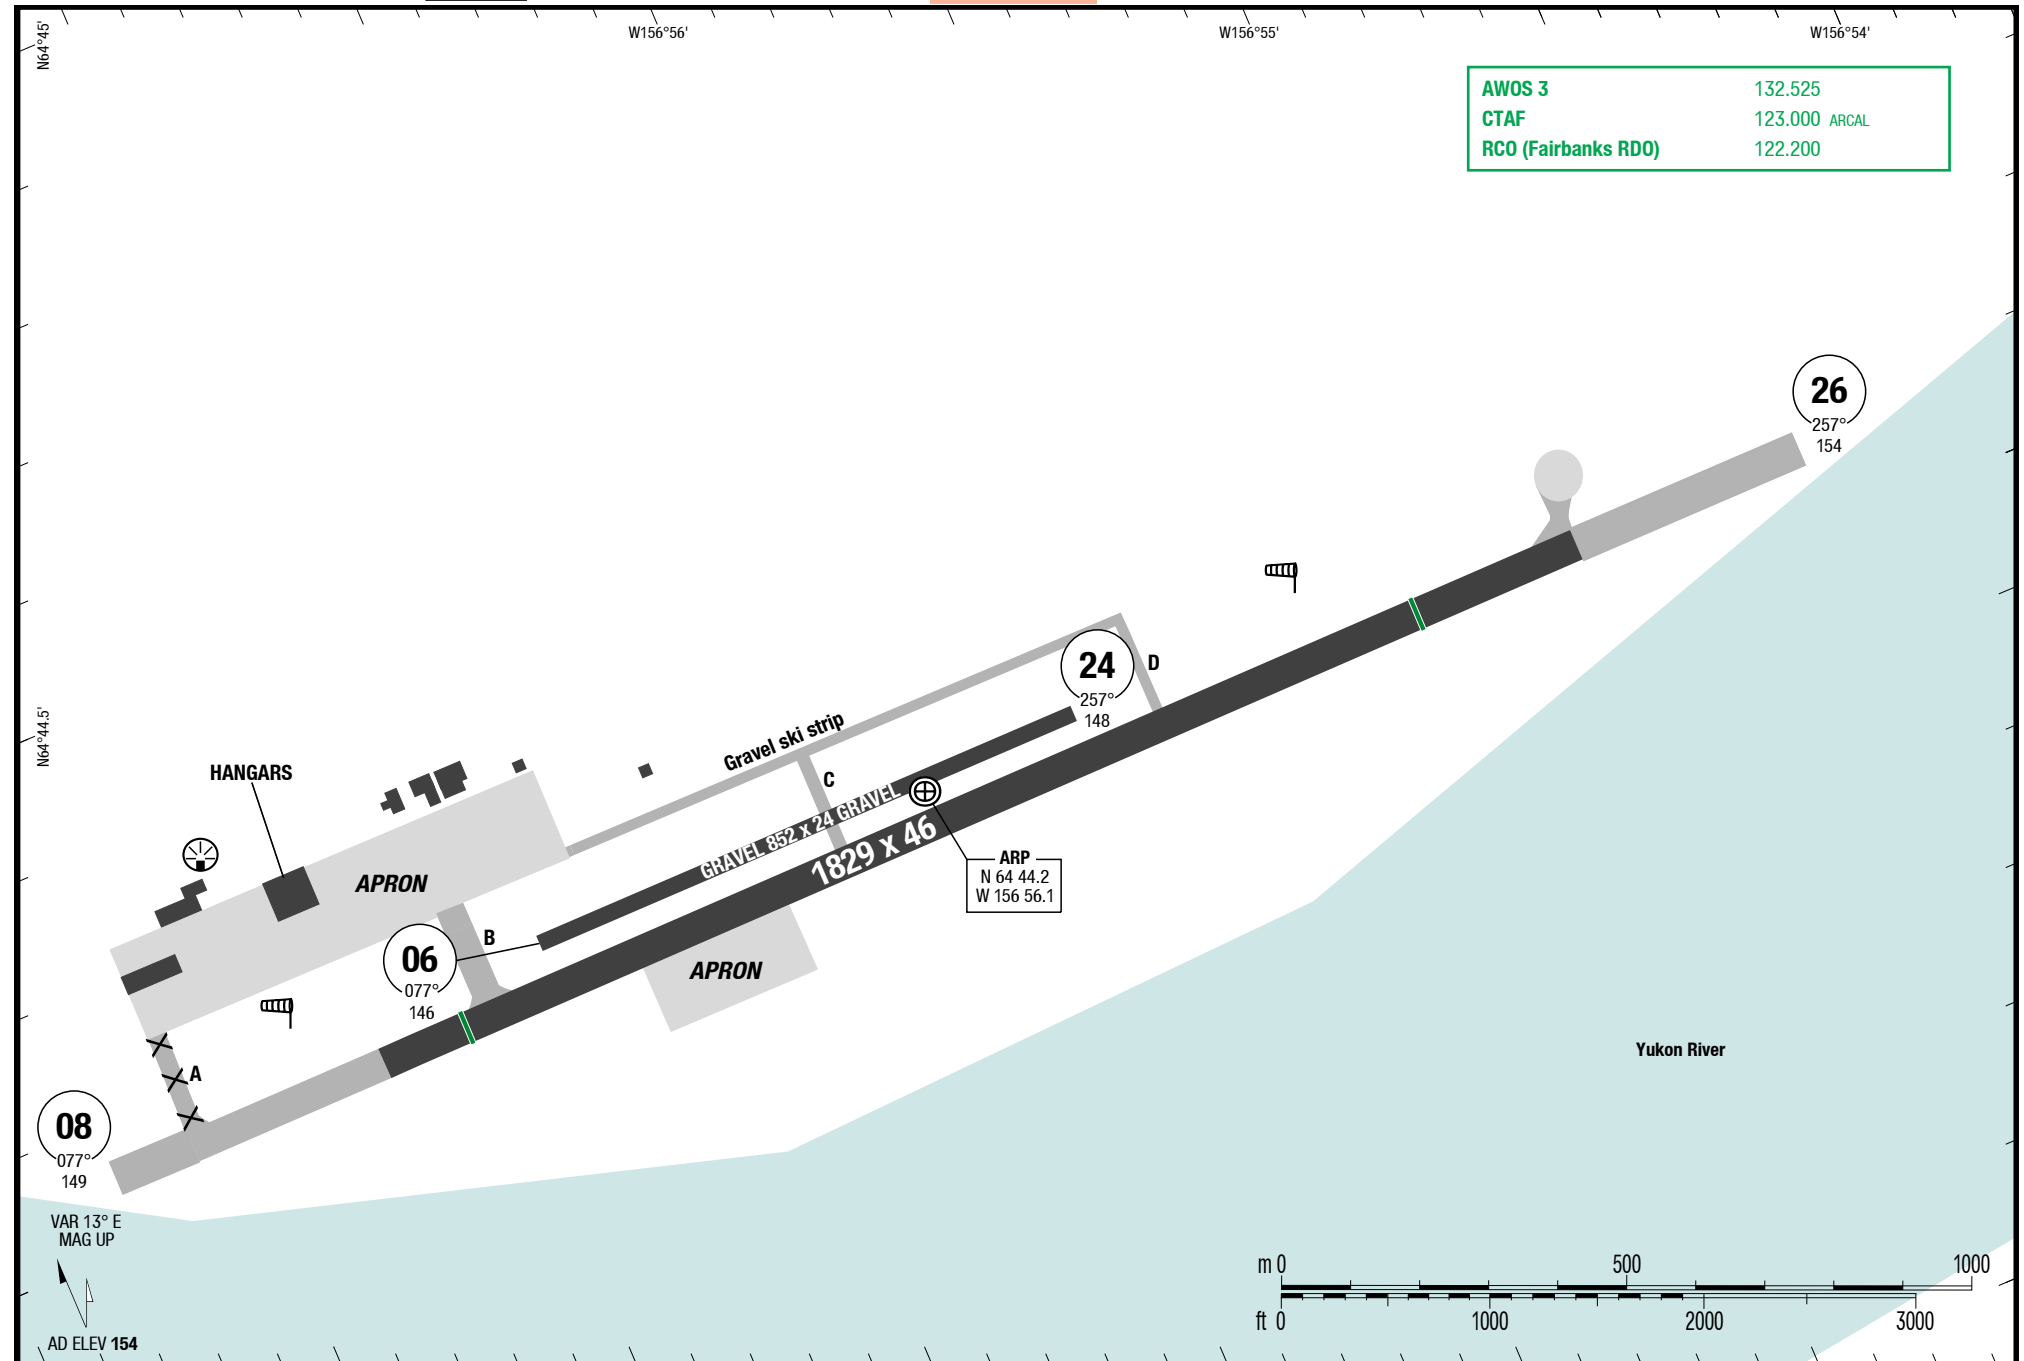 W156°56'
W156°55'
W156°54'
N64°45'
AWOS 3 132.525
CTAF 123.000 ARCAL
RCO (Fairbanks RDO) 122.200
26
257°
154
24
257°
148
D
Gravel ski strip
N64°44.5'
HANGARS
C
GRAVEL 852 x 24 GRAVEL
1829 x 46
ARP
N 64 44.2
W 156 56.1
APRON
B
06
077°
146
APRON
Yukon River
A
08
077°
149
VAR 13° E
MAG UP
AD ELEV 154
m 0 500 1000
ft 0 1000 2000 3000